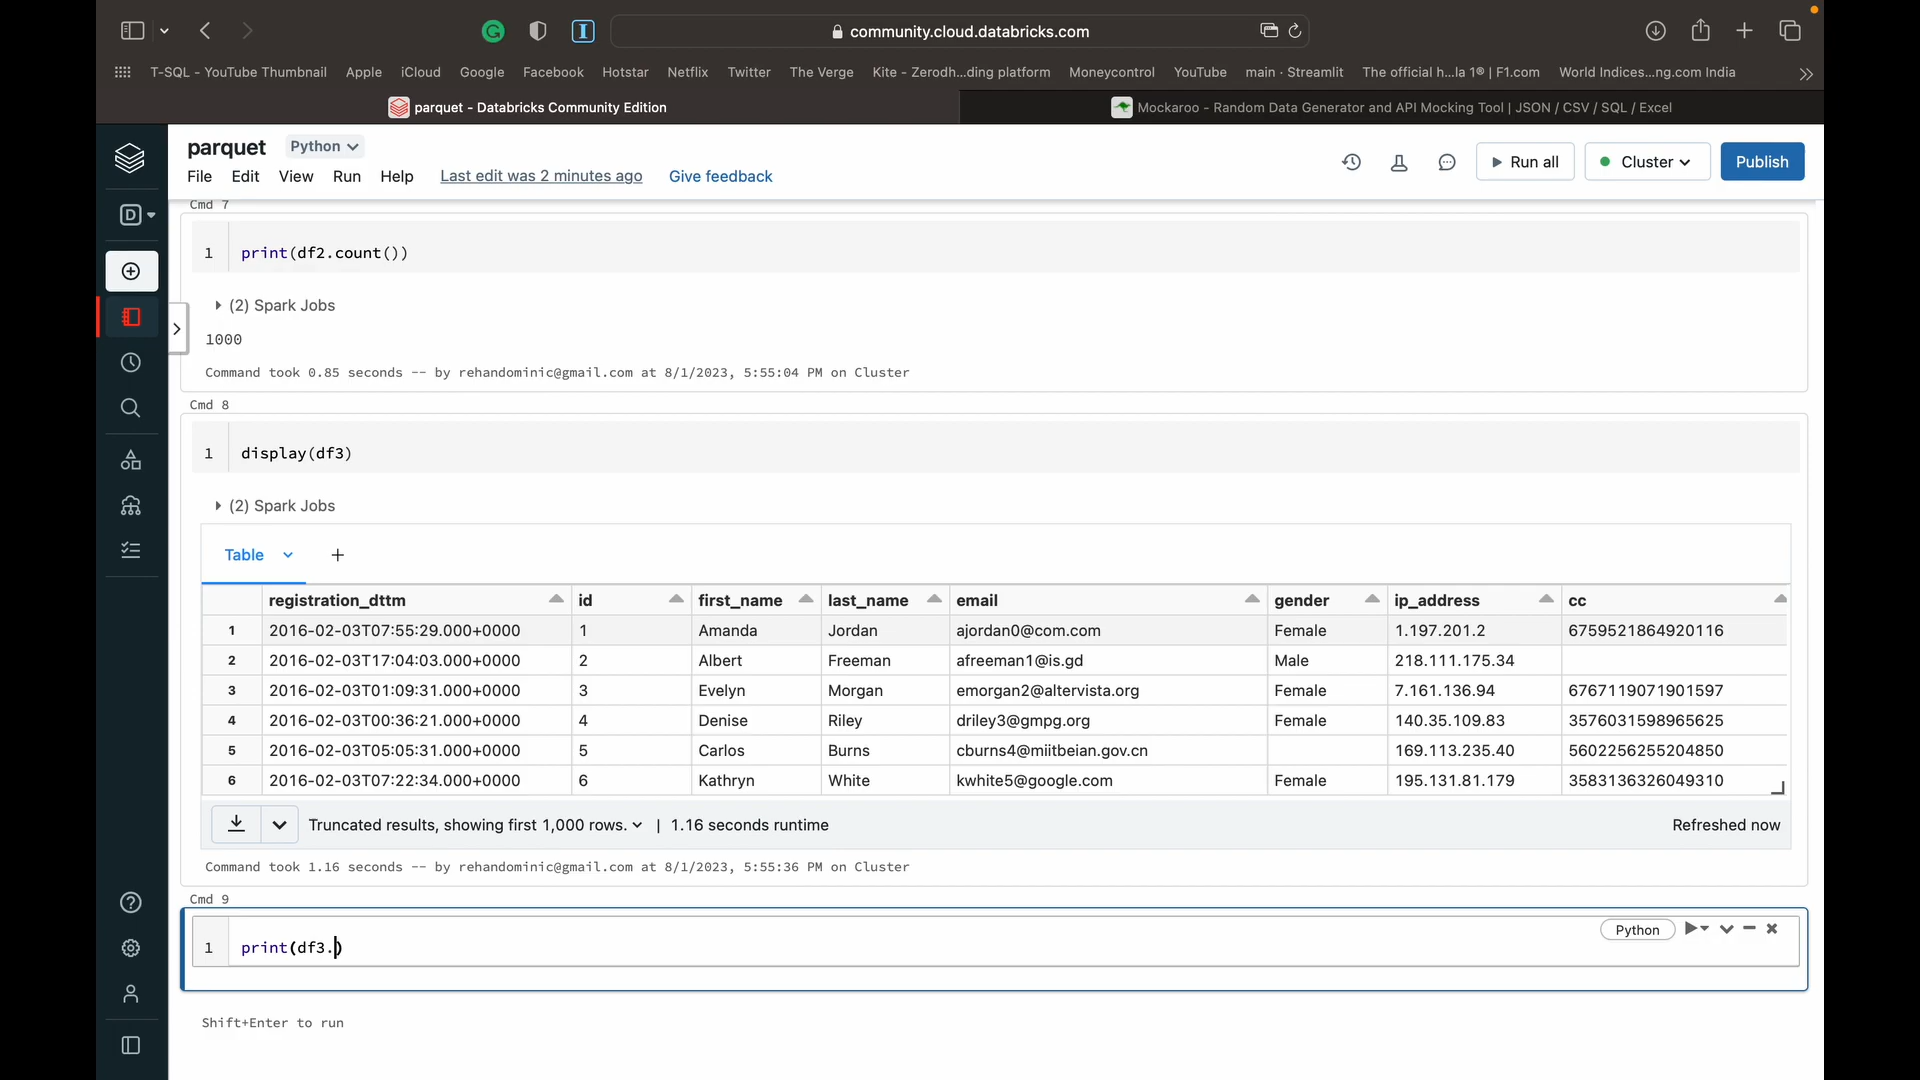 community.cloud.databricks.com
T-SQL - YouTube Thumbnail Apple iCloud Google Facebook Hotstar Netflix Twitter The Verge Kite - Zerodh...ding platform Moneycontrol YouTube main · Streamlit The official h...la 1® | F1.com World Indices...ng.com India
parquet - Databricks Community Edition
Mockaroo - Random Data Generator and API Mocking Tool | JSON / CSV / SQL / Excel
parquet Python
File Edit View Run Help Last edit was 2 minutes ago Give feedback
Run all Cluster Publish
D
Cmd 7
1 print(df2.count())
(2) Spark Jobs
1000
Command took 0.85 seconds -- by rehandominic@gmail.com at 8/1/2023, 5:55:04 PM on Cluster
Cmd 8
1 display(df3)
(2) Spark Jobs
Table +
registration_dttm id first_name last_name email gender ip_address cc
1 2016-02-03T07:55:29.000+0000 1 Amanda Jordan ajordan0@com.com Female 1.197.201.2 6759521864920116
2 2016-02-03T17:04:03.000+0000 2 Albert Freeman afreeman1@is.gd Male 218.111.175.34
3 2016-02-03T01:09:31.000+0000 3 Evelyn Morgan emorgan2@altervista.org Female 7.161.136.94 6767119071901597
4 2016-02-03T00:36:21.000+0000 4 Denise Riley driley3@gmpg.org Female 140.35.109.83 3576031598965625
5 2016-02-03T05:05:31.000+0000 5 Carlos Burns cburns4@miitbeian.gov.cn 169.113.235.40 5602256255204850
6 2016-02-03T07:22:34.000+0000 6 Kathryn White kwhite5@google.com Female 195.131.81.179 3583136326049310
Truncated results, showing first 1,000 rows. | 1.16 seconds runtime Refreshed now
Command took 1.16 seconds -- by rehandominic@gmail.com at 8/1/2023, 5:55:36 PM on Cluster
Cmd 9
Python
1 print(df3.)
Shift+Enter to run